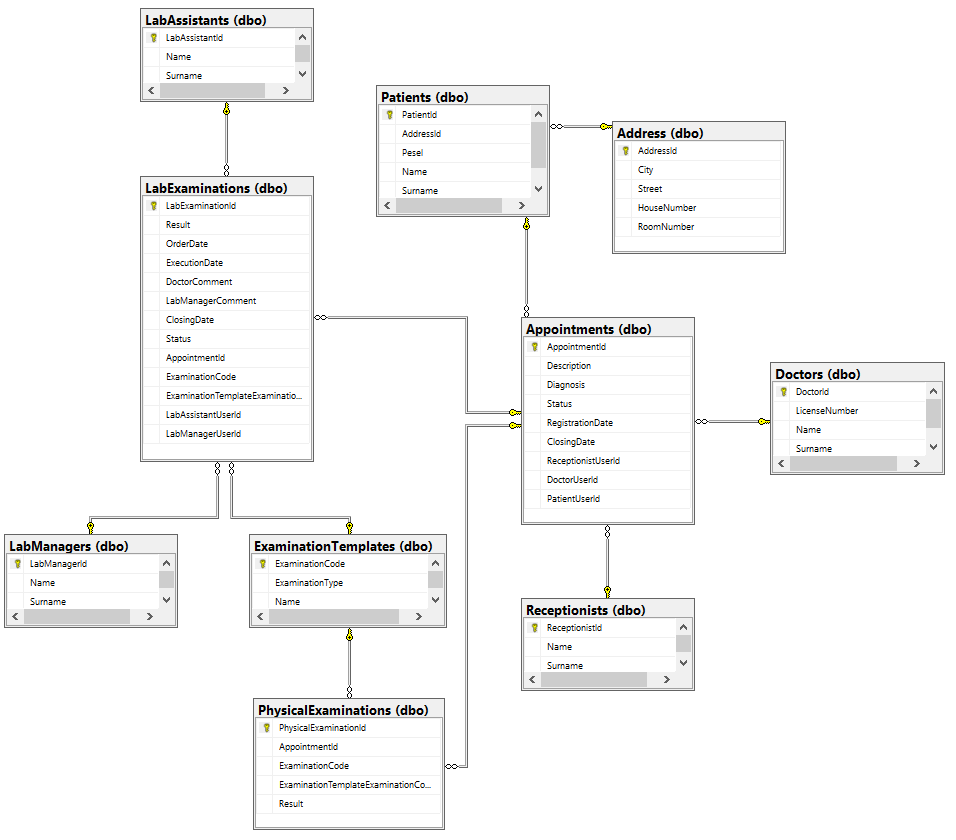 LabAssistants (dbo)
LabAssistantId
Name
Surname
Patients (dbo)
PatientId
AddressId
Pesel
Name
Surname
Address (dbo)
AddressId
City
Street
HouseNumber
RoomNumber
LabExaminations (dbo)
LabExaminationId
Result
OrderDate
ExecutionDate
DoctorComment
LabManagerComment
ClosingDate
Status
AppointmentId
ExaminationCode
ExaminationTemplateExaminatio...
LabAssistantUserId
LabManagerUserId
Appointments (dbo)
AppointmentId
Description
Diagnosis
Status
RegistrationDate
ClosingDate
ReceptionistUserId
DoctorUserId
PatientUserId
Doctors (dbo)
DoctorId
LicenseNumber
Name
Surname
LabManagers (dbo)
LabManagerId
Name
Surname
ExaminationTemplates (dbo)
ExaminationCode
ExaminationType
Name
Receptionists (dbo)
ReceptionistId
Name
Surname
PhysicalExaminations (dbo)
PhysicalExaminationId
AppointmentId
ExaminationCode
ExaminationTemplateExaminationCo...
Result